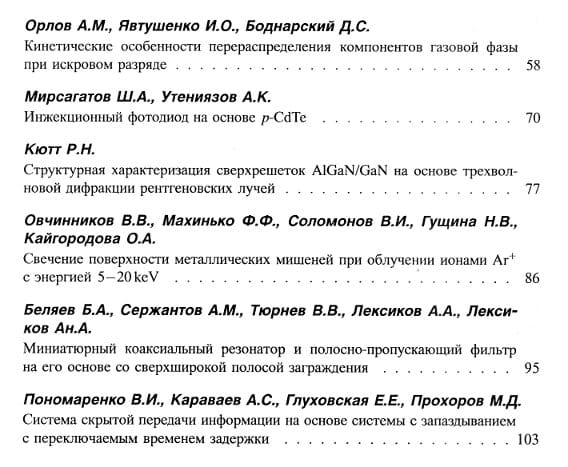 Орлов А.М., Явтушенко И.О., Боднарский Д.С.
Кинетические особенности перераспределения компонентов газовой фазы
при искровом разряде . . . . . . . . . . . . . . . . . . . . . . . . . 58
Мирсагатов Ш.А., Утениязов А.К.
Инжекционный фотодиод на основе p-CdTe . . . . . . . . . . . . . . 70
Кютт Р.Н.
Структурная характеризация сверхрешеток AlGaN/GaN на основе трехвол-
новой дифракции рентгеновских лучей . . . . . . . . . . . . . . . . . 77
Овчинников В.В., Махинько Ф.Ф., Соломонов В.И., Гущина Н.В.,
Кайгородова О.А.
Свечение поверхности металлических мишеней при облучении ионами Ar⁺
с энергией 5–20 keV . . . . . . . . . . . . . . . . . . . . . . . . . 86
Беляев Б.А., Сержантов А.М., Тюрнев В.В., Лексиков А.А., Лекси-
ков Ан.А.
Миниатюрный коаксиальный резонатор и полосно-пропускающий фильтр
на его основе со сверхширокой полосой заграждения . . . . . . . . . . 95
Пономаренко В.И., Караваев А.С., Глуховская Е.Е., Прохоров М.Д.
Система скрытой передачи информации на основе системы с запаздыванием
с переключаемым временем задержки . . . . . . . . . . . . . . . . . 103